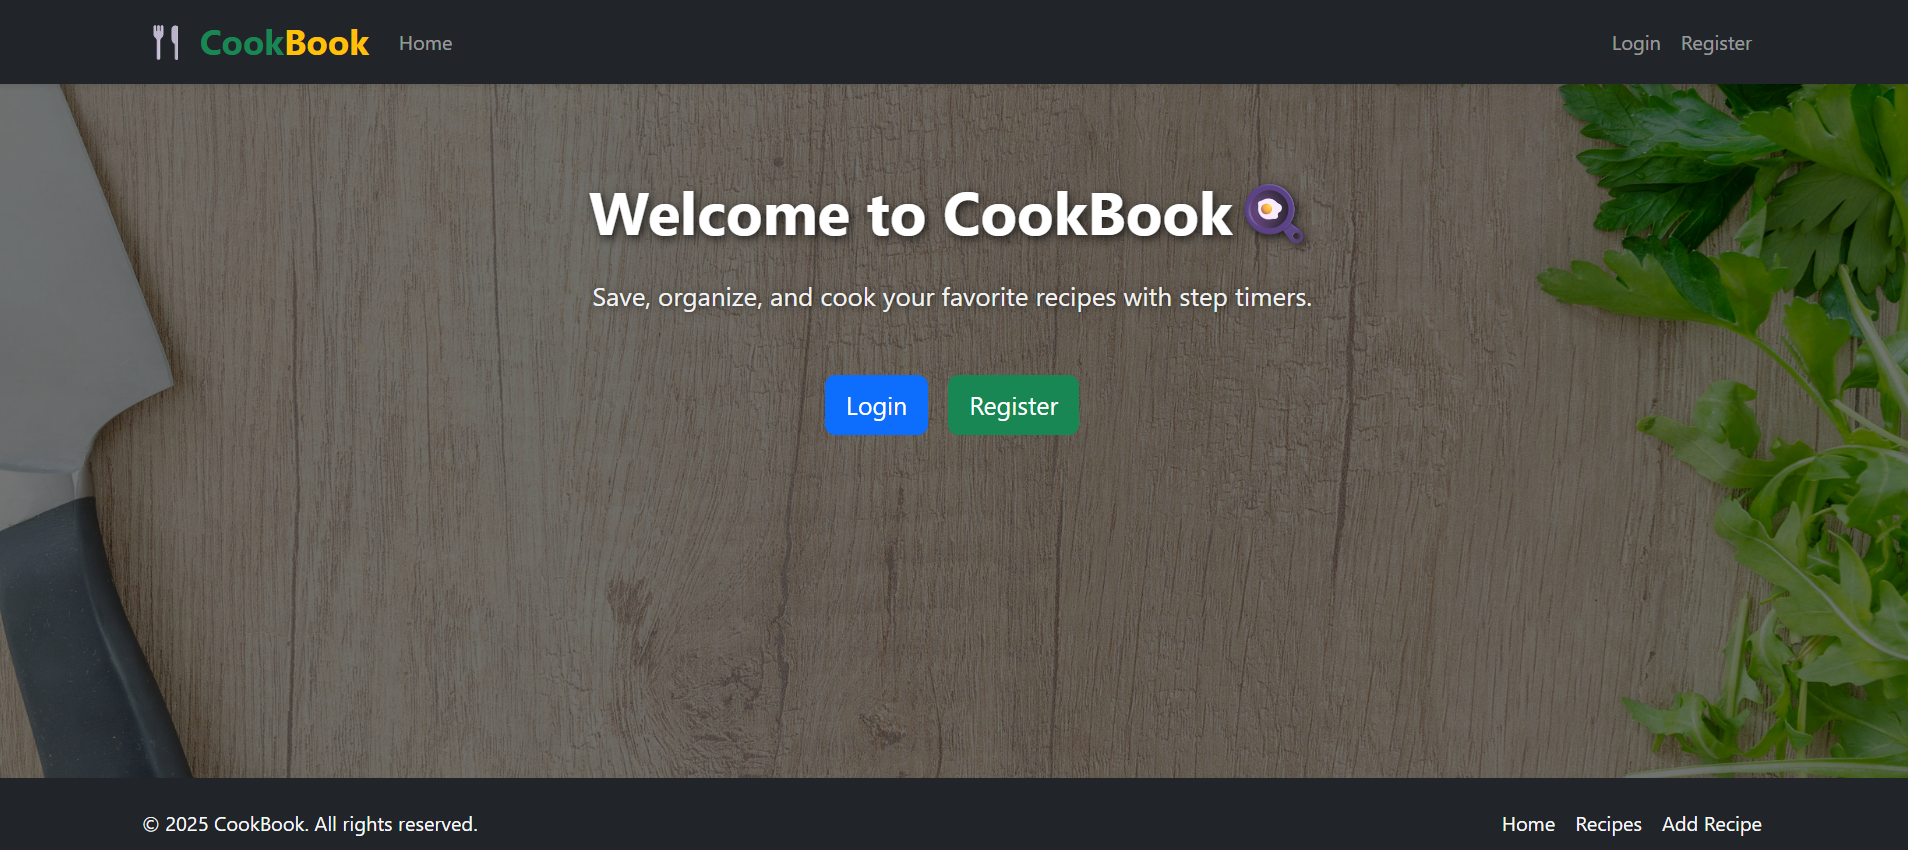 CookBook Home Login Register
Welcome to CookBook
Save, organize, and cook your favorite recipes with step timers.
Login Register
© 2025 CookBook. All rights reserved. Home Recipes Add Recipe